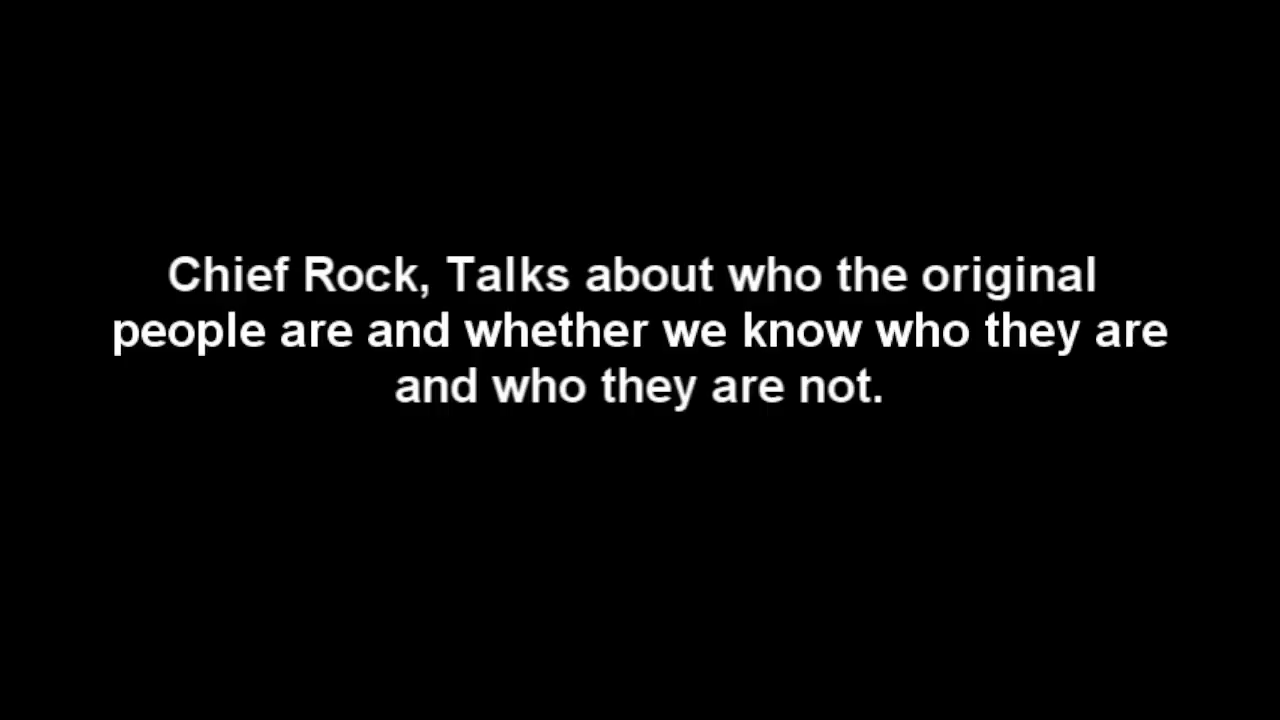 Chief Rock, Talks about who the original
people are and whether we know who they are
and who they are not.